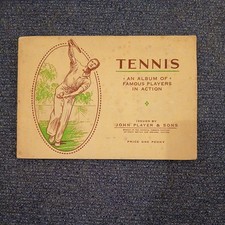 TENNIS
AN ALBUM OF
FAMOUS PLAYERS
IN ACTION
ISSUED BY
JOHN PLAYER & SONS
PRICE ONE PENNY